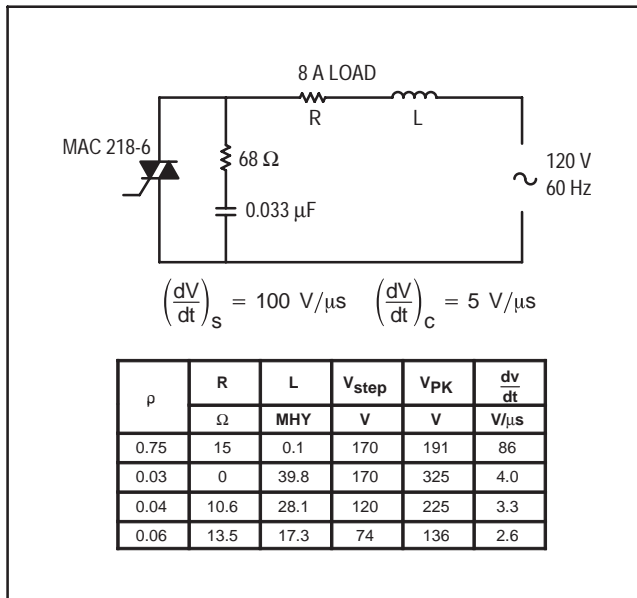 8 A LOAD
R L
MAC 218-6
68 Ω
0.033 μF
120 V
60 Hz
(dV/dt)S = 100 V/μs (dV/dt)C = 5 V/μs
ρ R L Vstep VPK dv/dt
Ω MHY V V V/μs
0.75 15 0.1 170 191 86
0.03 0 39.8 170 325 4.0
0.04 10.6 28.1 120 225 3.3
0.06 13.5 17.3 74 136 2.6